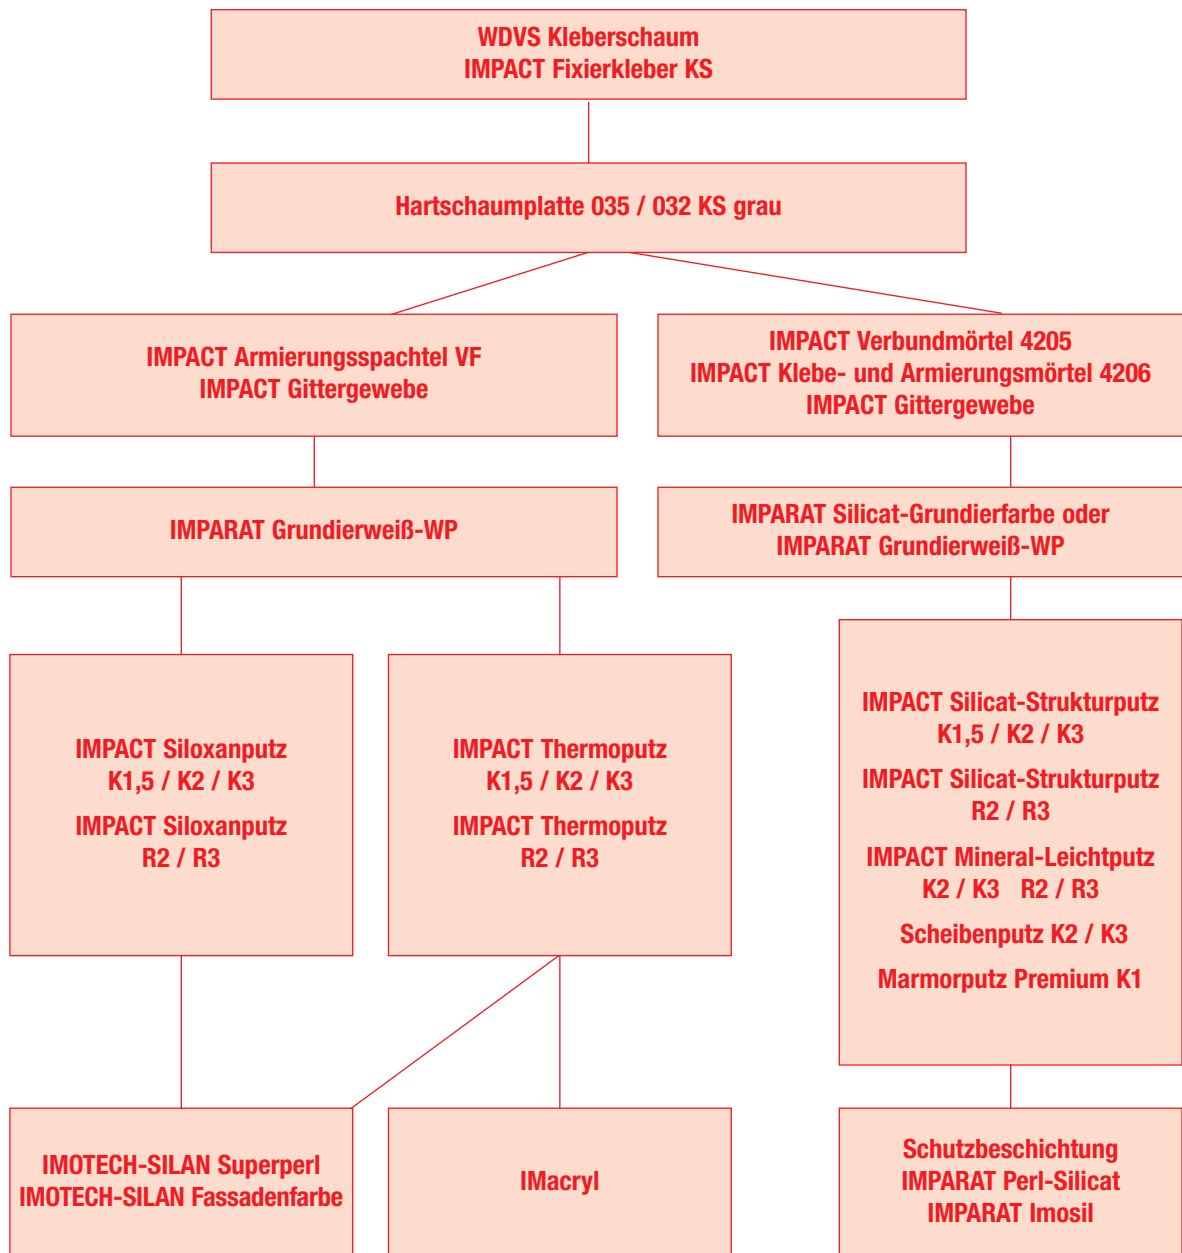 WDVS Kleberschaum
IMPACT Fixierkleber KS
Hartschaumplatte 035 / 032 KS grau
IMPACT Armierungsspachtel VF
IMPACT Gittergewebe
IMPACT Verbundmörtel 4205
IMPACT Klebe- und Armierungsmörtel 4206
IMPACT Gittergewebe
IMPARAT Grundierweiß-WP
IMPARAT Silicat-Grundierfarbe oder
IMPARAT Grundierweiß-WP
IMPACT Siloxanputz
K1,5 / K2 / K3
IMPACT Siloxanputz
R2 / R3
IMPACT Thermoputz
K1,5 / K2 / K3
IMPACT Thermoputz
R2 / R3
IMPACT Silicat-Strukturputz
K1,5 / K2 / K3
IMPACT Silicat-Strukturputz
R2 / R3
IMPACT Mineral-Leichtputz
K2 / K3 R2 / R3
Scheibenputz K2 / K3
Marmorputz Premium K1
IMOTECH-SILAN Superperl
IMOTECH-SILAN Fassadenfarbe
IMacryl
Schutzbeschichtung
IMPARAT Perl-Silicat
IMPARAT Imosil